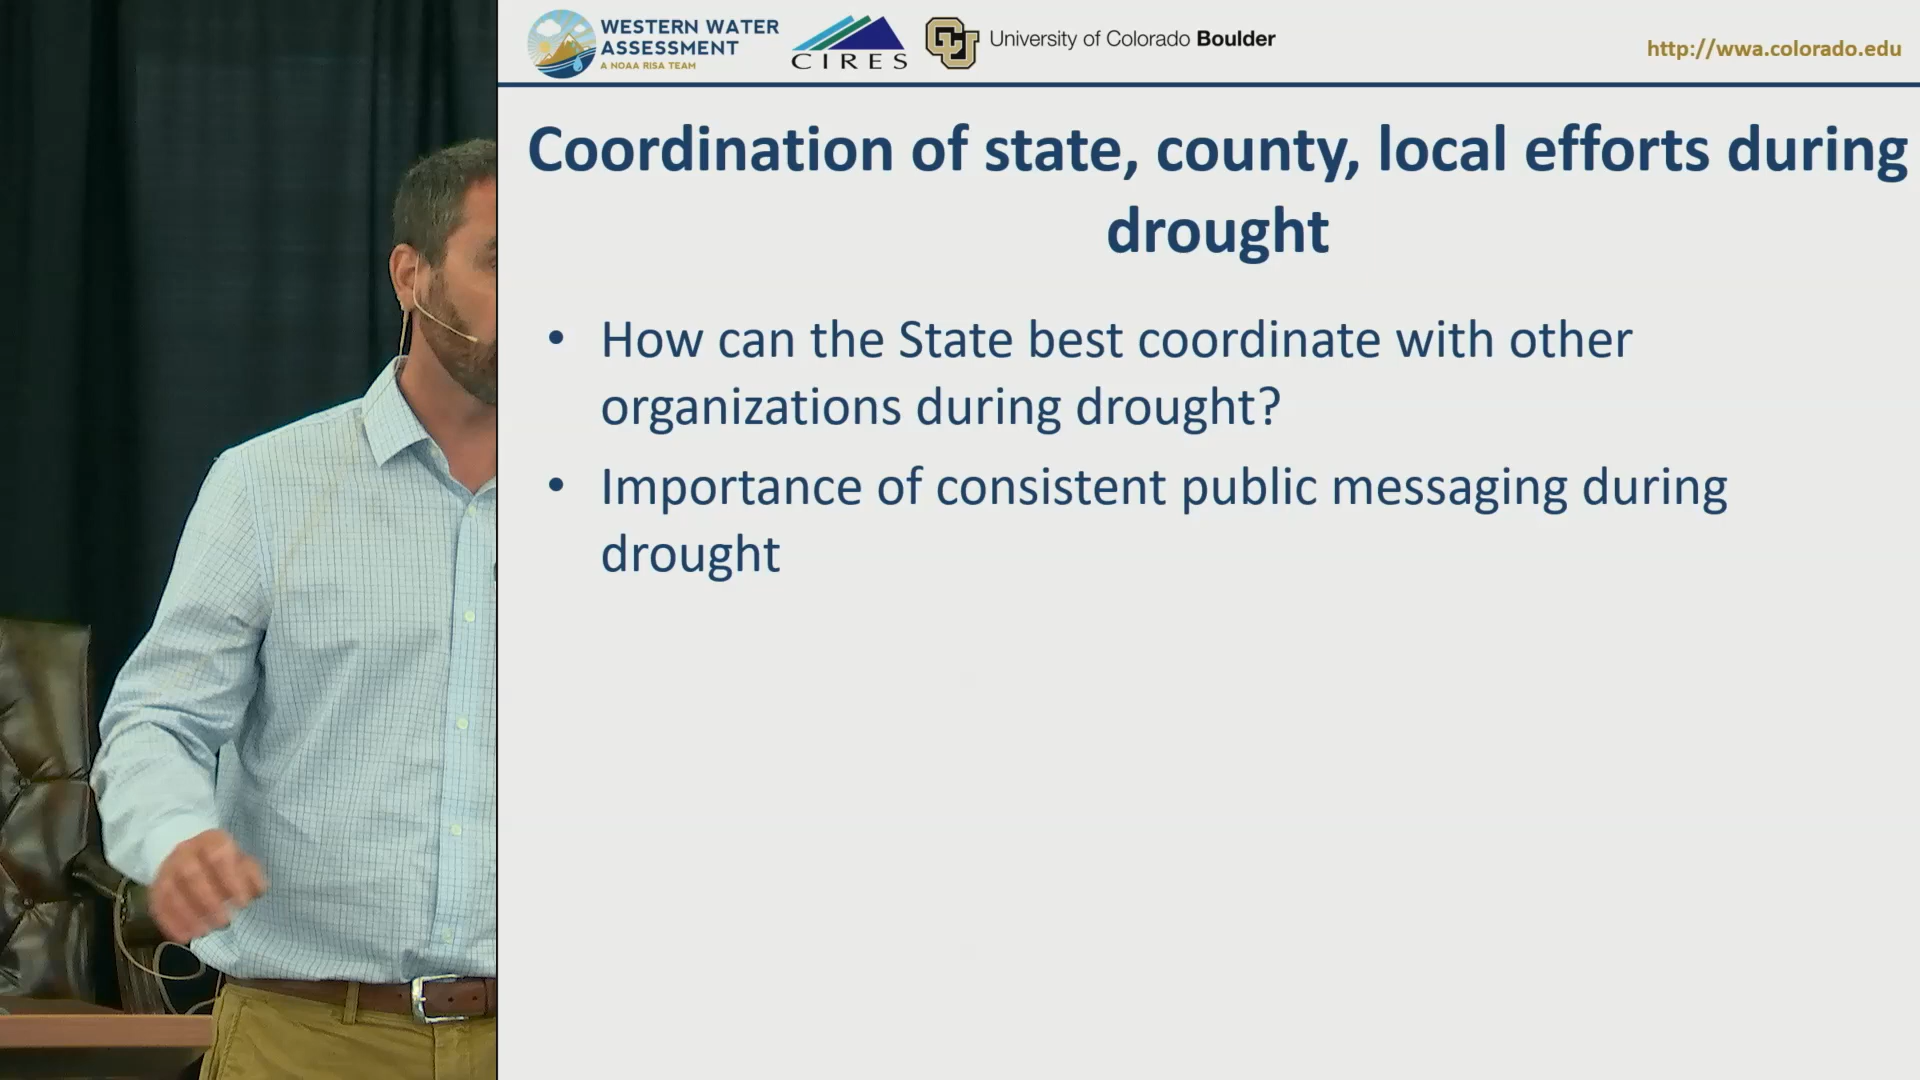 WESTERN WATER
ASSESSMENT
A NOAA RISA TEAM
CIRES
CU
University of Colorado Boulder
http://wwa.colorado.edu
Coordination of state, county, local efforts during
drought
• How can the State best coordinate with other
organizations during drought?
• Importance of consistent public messaging during
drought